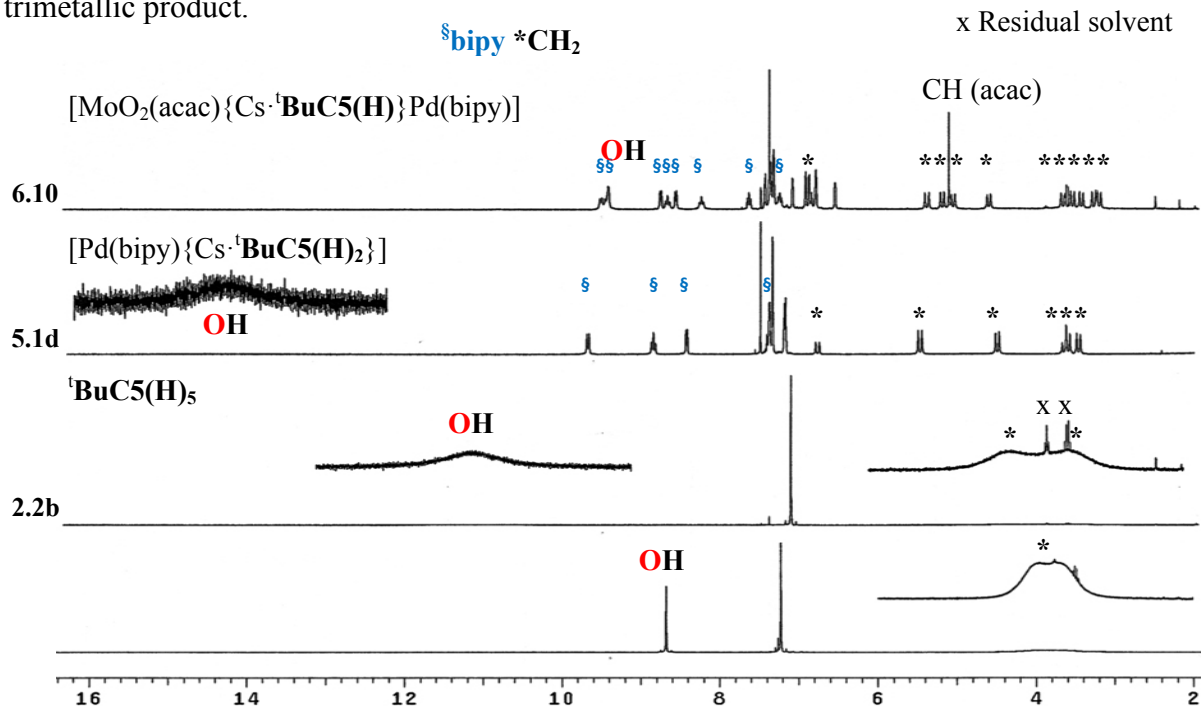 trimetallic product.
§bipy *CH₂
x Residual solvent
[MoO₂(acac){Cs·ᵗBuC5(H)}Pd(bipy)]
CH (acac)
OH
§§ §§§ § § § * *** * *****
6.10
[Pd(bipy){Cs·ᵗBuC5(H)₂}]
§ § § § * * * ***
OH
5.1d
ᵗBuC5(H)₅
OH
x x
* *
2.2b
OH
*
16 14 12 10 8 6 4 2